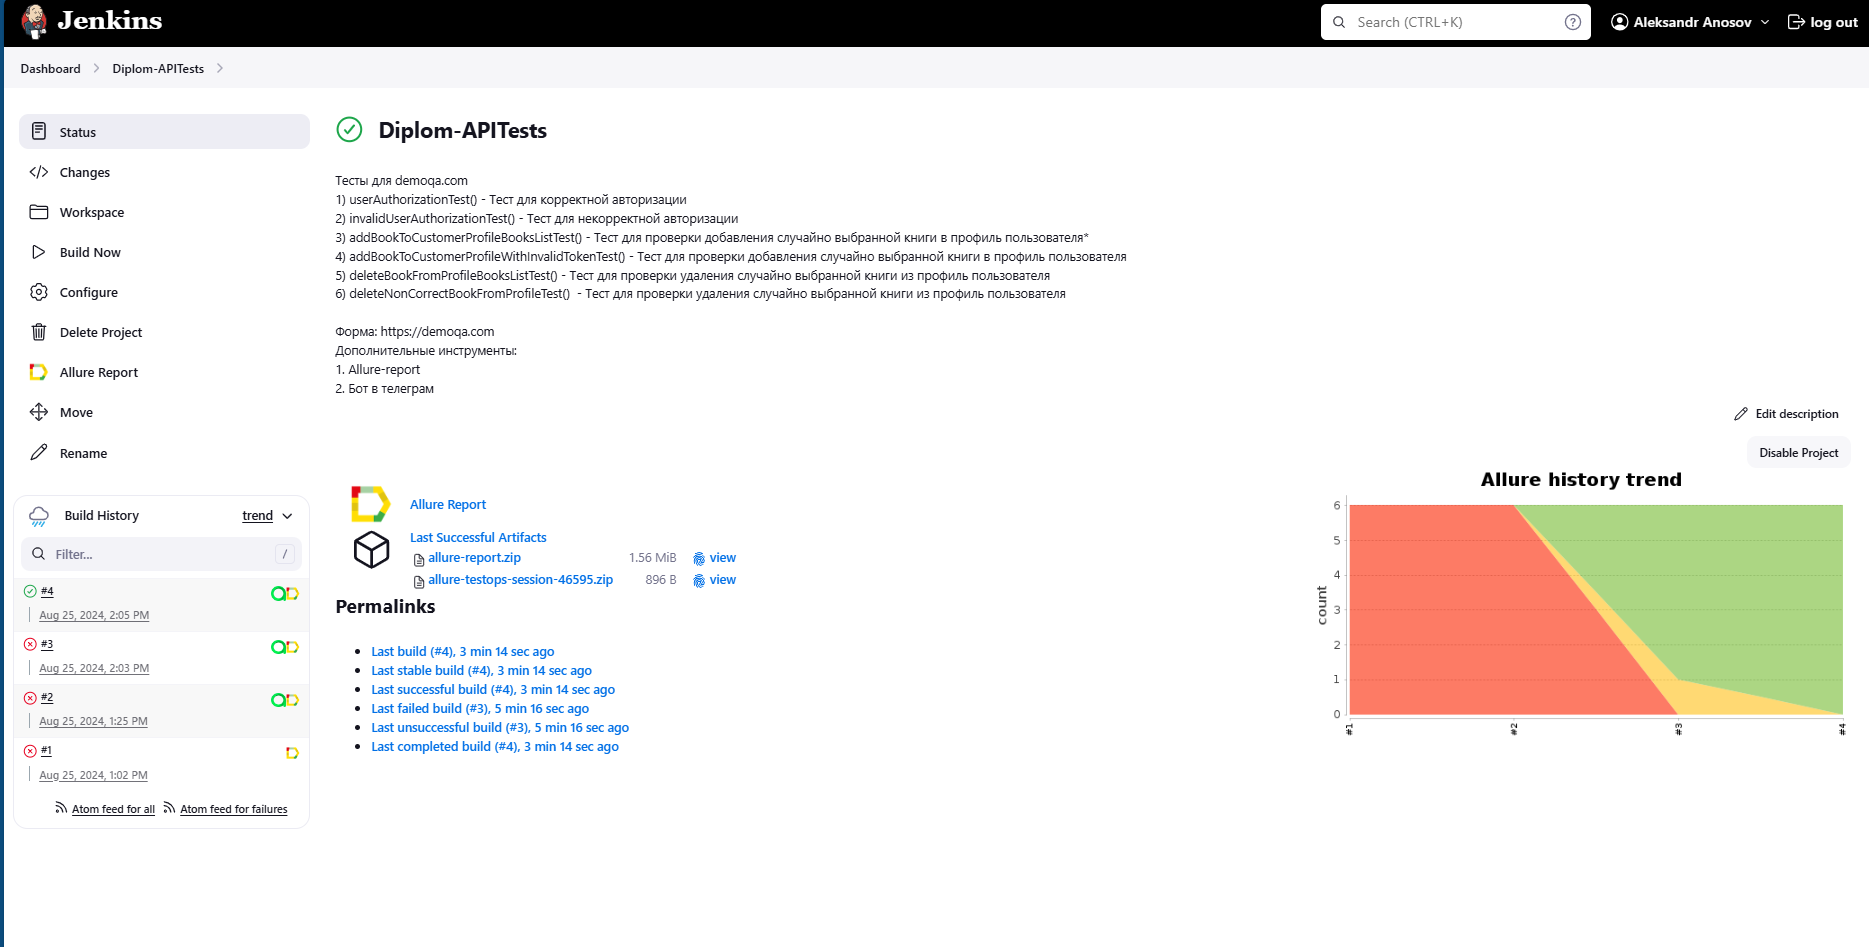 Jenkins
Search (CTRL+K)
?
Aleksandr Anosov
log out
Dashboard
Diplom-APITests
Status
Changes
Workspace
Build Now
Configure
Delete Project
Allure Report
Move
Rename
Build History
trend
Filter...
/
#4
Aug 25, 2024, 2:05 PM
#3
Aug 25, 2024, 2:03 PM
#2
Aug 25, 2024, 1:25 PM
#1
Aug 25, 2024, 1:02 PM
Atom feed for all
Atom feed for failures
Diplom-APITests
Тесты для demoqa.com
1) userAuthorizationTest() - Тест для корректной авторизации
2) invalidUserAuthorizationTest() - Тест для некорректной авторизации
3) addBookToCustomerProfileBooksListTest() - Тест для проверки добавления случайно выбранной книги в профиль пользователя*
4) addBookToCustomerProfileWithInvalidTokenTest() - Тест для проверки добавления случайно выбранной книги в профиль пользователя
5) deleteBookFromProfileBooksListTest() - Тест для проверки удаления случайно выбранной книги из профиль пользователя
6) deleteNonCorrectBookFromProfileTest()  - Тест для проверки удаления случайно выбранной книги из профиль пользователя
Форма: https://demoqa.com
Дополнительные инструменты:
1. Allure-report
2. Бот в телеграм
Edit description
Disable Project
Allure Report
Last Successful Artifacts
allure-report.zip 1.56 MiB view
allure-testops-session-46595.zip 896 B view
Permalinks
Last build (#4), 3 min 14 sec ago
Last stable build (#4), 3 min 14 sec ago
Last successful build (#4), 3 min 14 sec ago
Last failed build (#3), 5 min 16 sec ago
Last unsuccessful build (#3), 5 min 16 sec ago
Last completed build (#4), 3 min 14 sec ago
Allure history trend
count
6
5
4
3
2
1
0
#1
#2
#3
#4